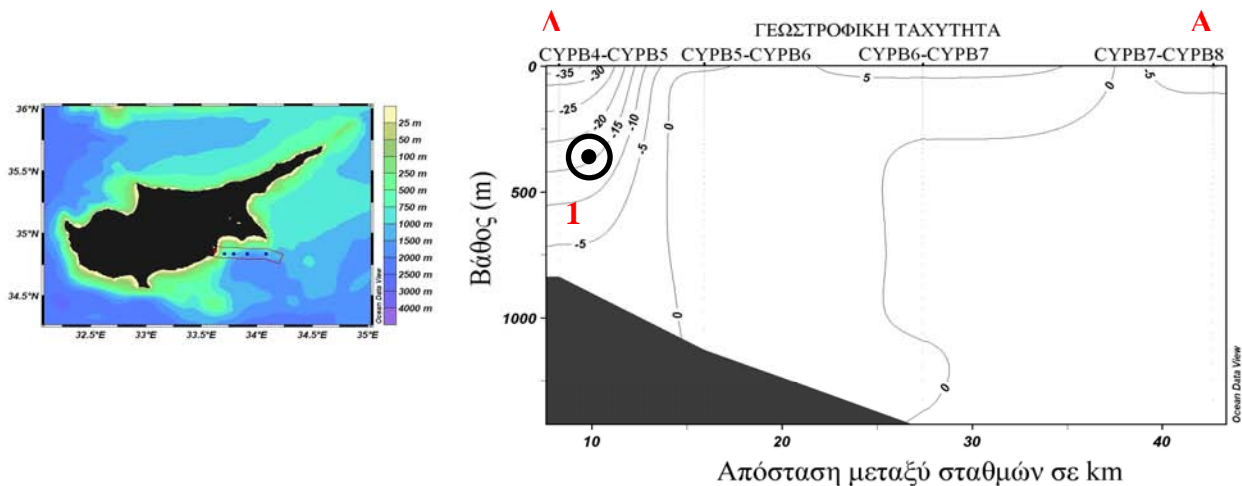 36°N
35.5°N
35°N
34.5°N
32.5°E
33°E
33.5°E
34°E
34.5°E
35°E
25 m
50 m
100 m
250 m
500 m
750 m
1000 m
1500 m
2000 m
2500 m
3000 m
4000 m
Ocean Data View
Λ
Α
ΓΕΩΣΤΡΟΦΙΚΗ ΤΑΧΥΤΗΤΑ
CYPB4-CYPB5 CYPB5-CYPB6 CYPB6-CYPB7 CYPB7-CYPB8
0
500
1000
Βάθος (m)
-35
-30
-25
-20
-15
-10
-5
-5
0
0
5
0
0
-5
1
10 20 30 40
Απόσταση μεταξύ σταθμών σε km
Ocean Data View